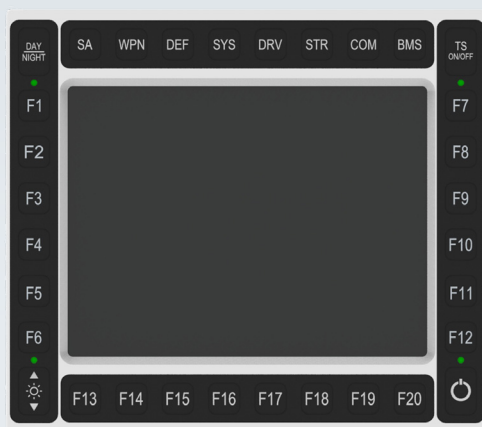 DAY
NIGHT
SA WPN DEF SYS DRV STR COM BMS
TS
ON/OFF
F1
F2
F3
F4
F5
F6
F7
F8
F9
F10
F11
F12
F13 F14 F15 F16 F17 F18 F19 F20